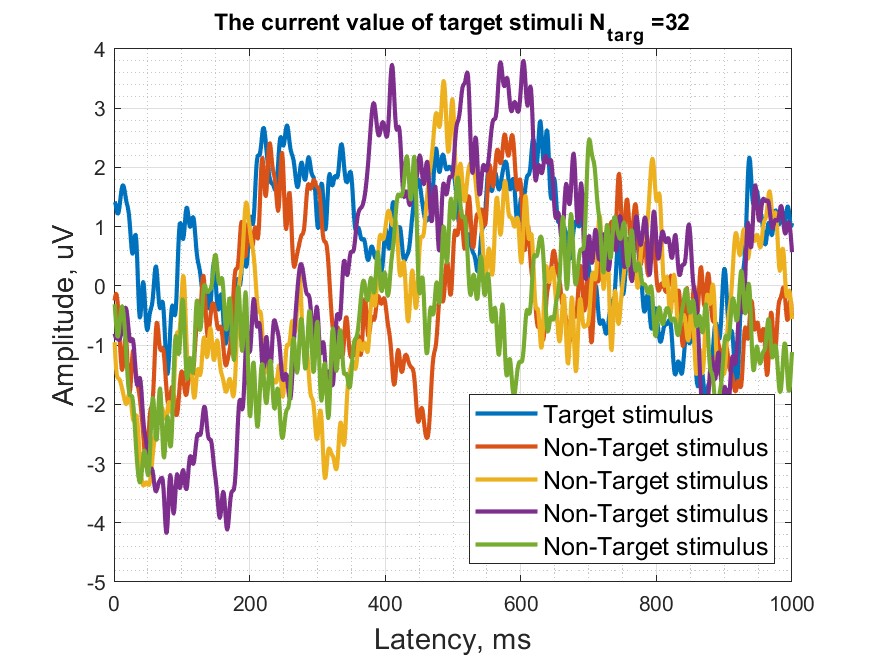 The current value of target stimuli N_targ =32
4
3
2
1
0
-1
-2
-3
-4
-5
Amplitude, uV
Target stimulus
Non-Target stimulus
Non-Target stimulus
Non-Target stimulus
Non-Target stimulus
0 200 400 600 800 1000
Latency, ms